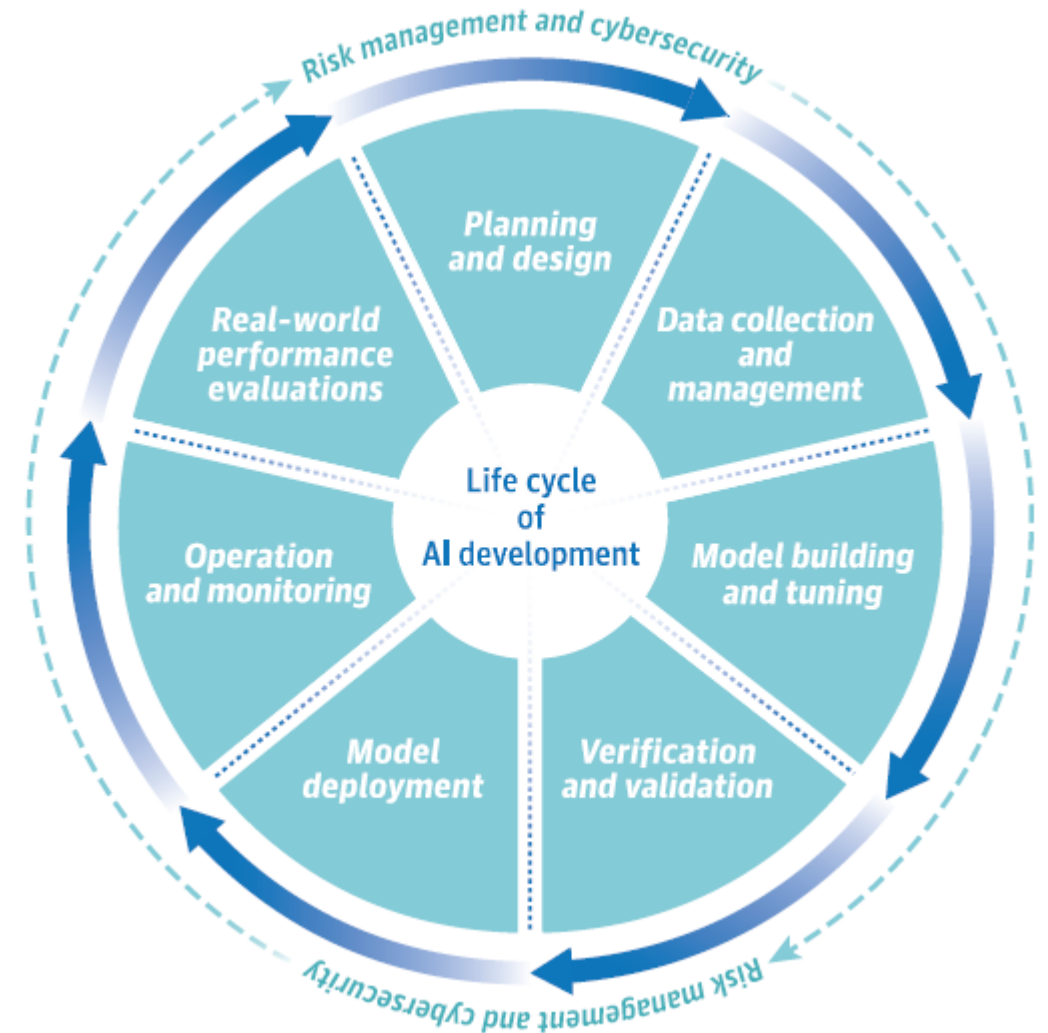 Risk management and cybersecurity
Planning
and design
Data collection
and
management
Model building
and tuning
Verification
and validation
Model
deployment
Operation
and monitoring
Real-world
performance
evaluations
Life cycle
of
AI development
Risk management and cybersecurity